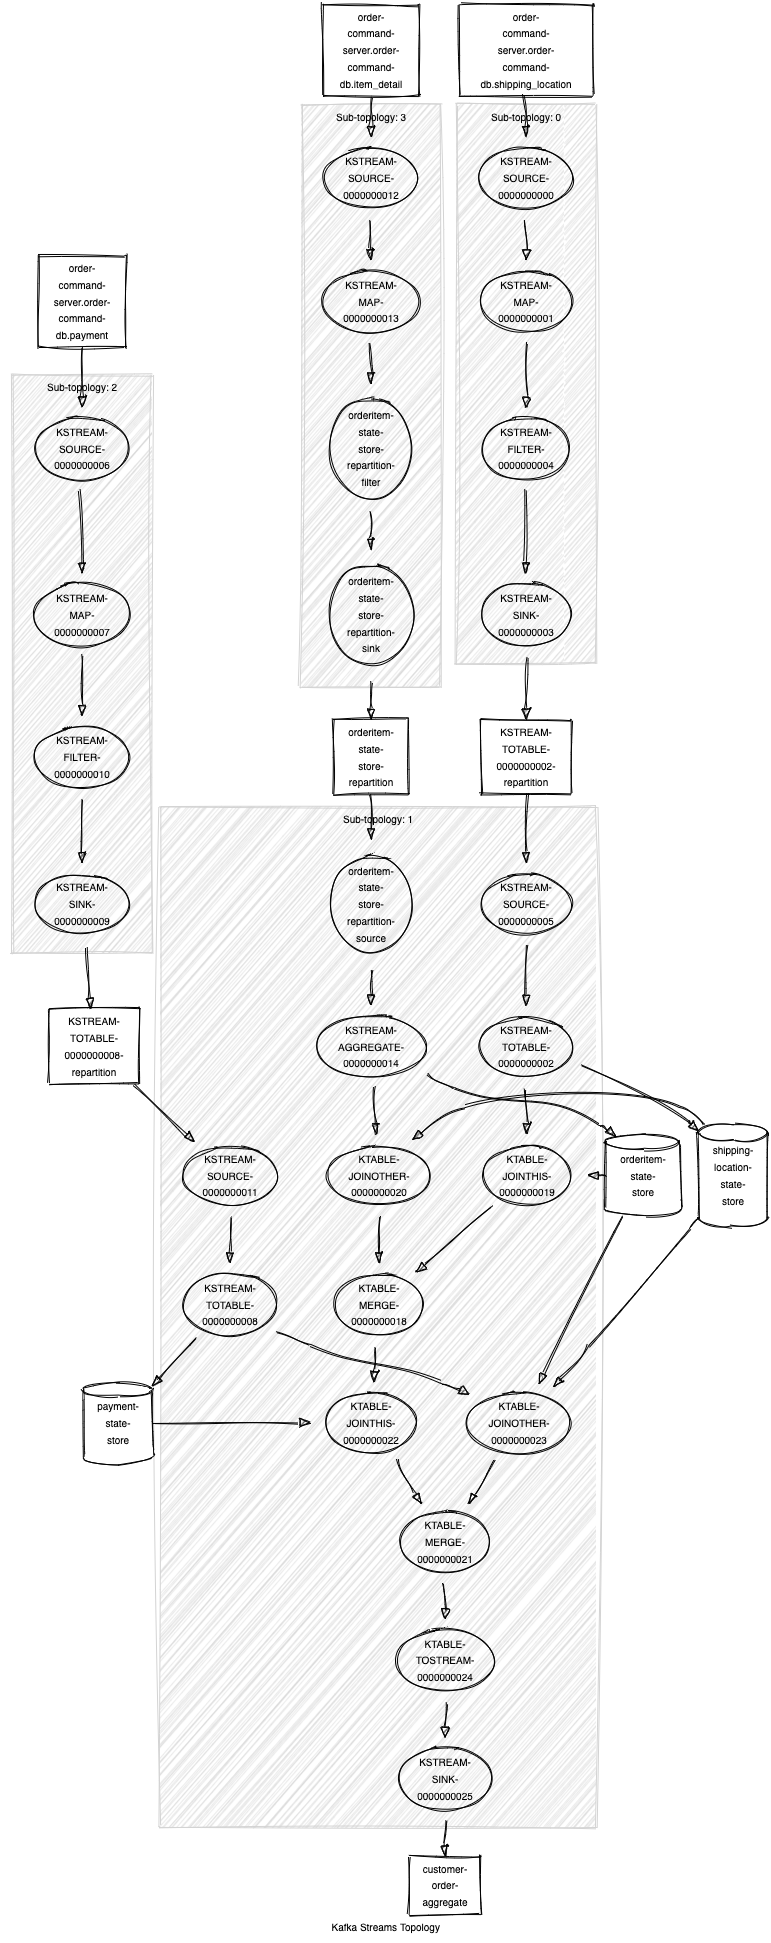 order-
command-
server.order-
command-
db.item_detail
order-
command-
server.order-
command-
db.shipping_location
Sub-topology: 3
KSTREAM-
SOURCE-
0000000012
KSTREAM-
MAP-
0000000013
orderitem-
state-
store-
repartition-
filter
orderitem-
state-
store-
repartition-
sink
Sub-topology: 0
KSTREAM-
SOURCE-
0000000000
KSTREAM-
MAP-
0000000001
KSTREAM-
FILTER-
0000000004
KSTREAM-
SINK-
0000000003
order-
command-
server.order-
command-
db.payment
Sub-topology: 2
KSTREAM-
SOURCE-
0000000006
KSTREAM-
MAP-
0000000007
KSTREAM-
FILTER-
0000000010
KSTREAM-
SINK-
0000000009
orderitem-
state-
store-
repartition
KSTREAM-
TOTABLE-
0000000002-
repartition
KSTREAM-
TOTABLE-
0000000008-
repartition
Sub-topology: 1
orderitem-
state-
store-
repartition-
source
KSTREAM-
SOURCE-
0000000005
KSTREAM-
AGGREGATE-
0000000014
KSTREAM-
TOTABLE-
0000000002
KSTREAM-
SOURCE-
0000000011
KTABLE-
JOINOTHER-
0000000020
KTABLE-
JOINTHIS-
0000000019
orderitem-
state-
store
shipping-
location-
state-
store
KSTREAM-
TOTABLE-
0000000008
KTABLE-
MERGE-
0000000018
payment-
state-
store
KTABLE-
JOINTHIS-
0000000022
KTABLE-
JOINOTHER-
0000000023
KTABLE-
MERGE-
0000000021
KTABLE-
TOSTREAM-
0000000024
KSTREAM-
SINK-
0000000025
customer-
order-
aggregate
Kafka Streams Topology